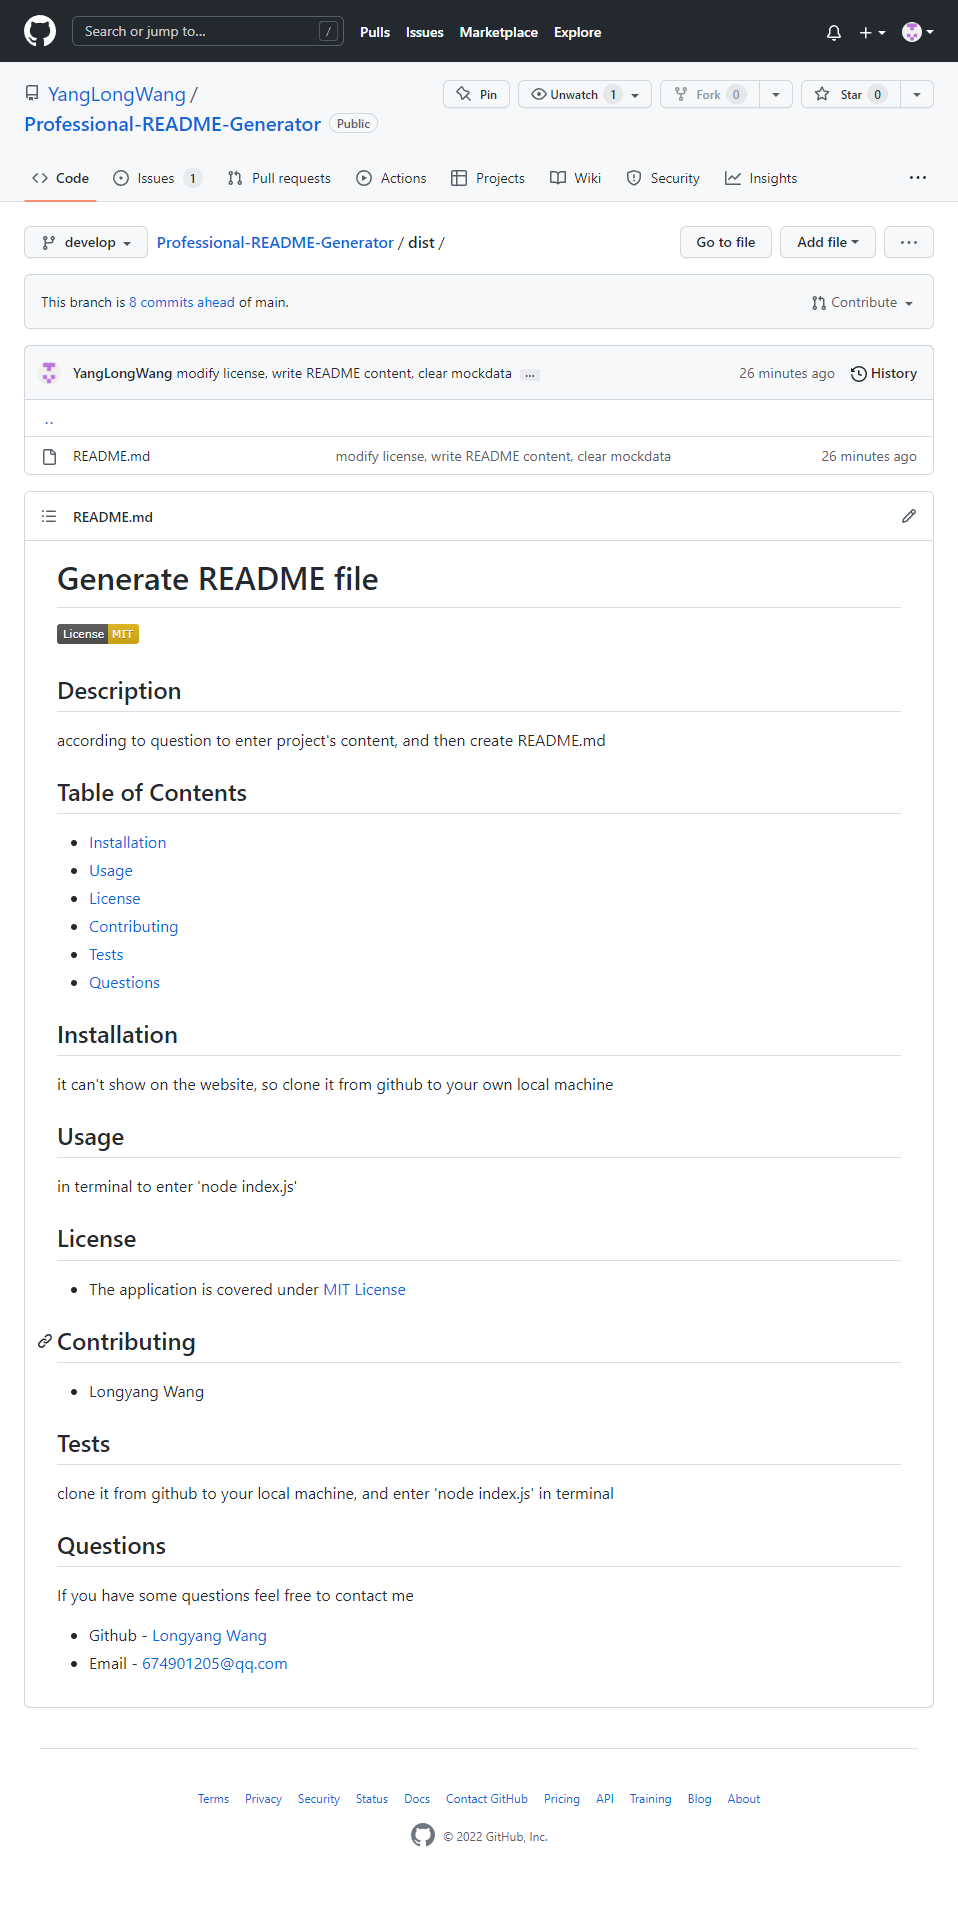 Search or jump to... /
Pulls Issues Marketplace Explore
YangLongWang / Pin Unwatch 1 Fork 0 Star 0
Professional-README-Generator Public
Code Issues 1 Pull requests Actions Projects Wiki Security Insights ...
develop Professional-README-Generator / dist / Go to file Add file ...
This branch is 8 commits ahead of main. Contribute
YangLongWang modify license, write README content, clear mockdata ... 26 minutes ago History
..
README.md modify license, write README content, clear mockdata 26 minutes ago
README.md
Generate README file
License MIT
Description
according to question to enter project's content, and then create README.md
Table of Contents
• Installation
• Usage
• License
• Contributing
• Tests
• Questions
Installation
it can't show on the website, so clone it from github to your own local machine
Usage
in terminal to enter 'node index.js'
License
• The application is covered under MIT License
Contributing
• Longyang Wang
Tests
clone it from github to your local machine, and enter 'node index.js' in terminal
Questions
If you have some questions feel free to contact me
• Github - Longyang Wang
• Email - 674901205@qq.com
Terms Privacy Security Status Docs Contact GitHub Pricing API Training Blog About
© 2022 GitHub, Inc.